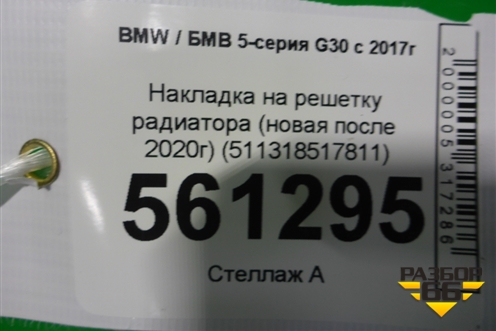 BMW / БМВ 5-серия G30 с 2017г
Накладка на решетку
радиатора (новая после
2020г) (511318517811)
561295
Стеллаж А
2000005317286
РАЗБОР
66